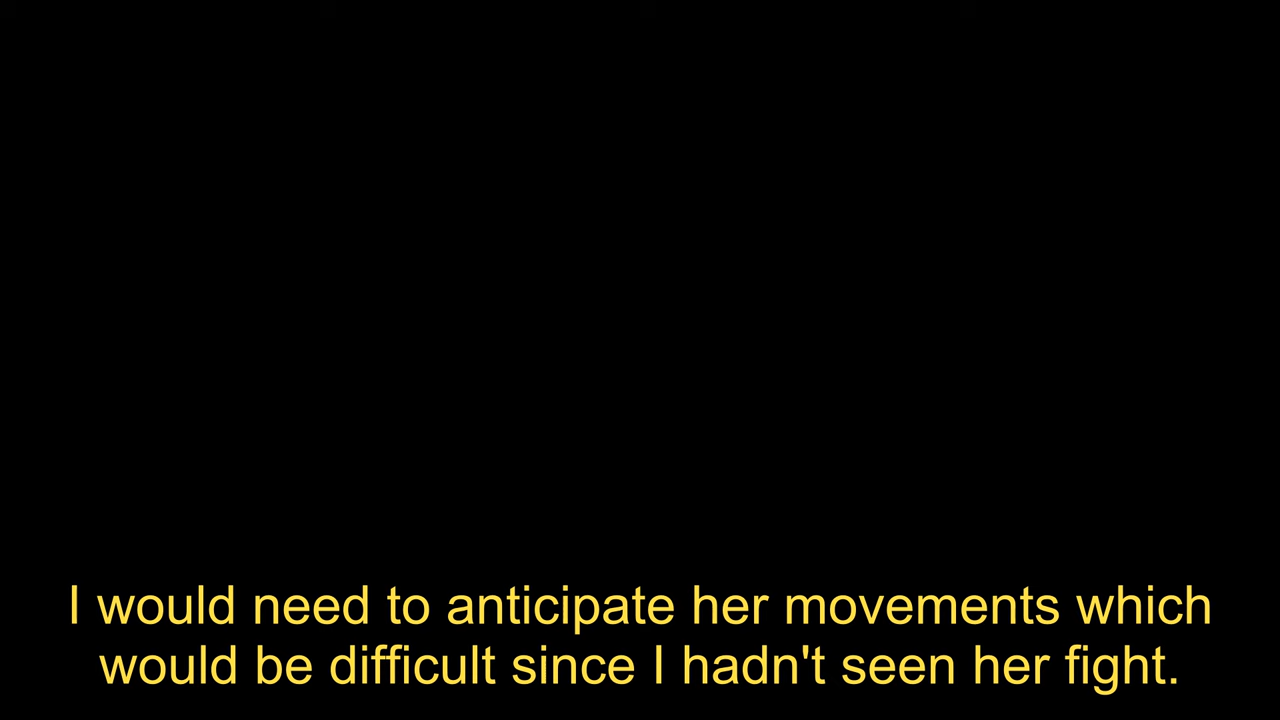 I would need to anticipate her movements which
would be difficult since I hadn't seen her fight.